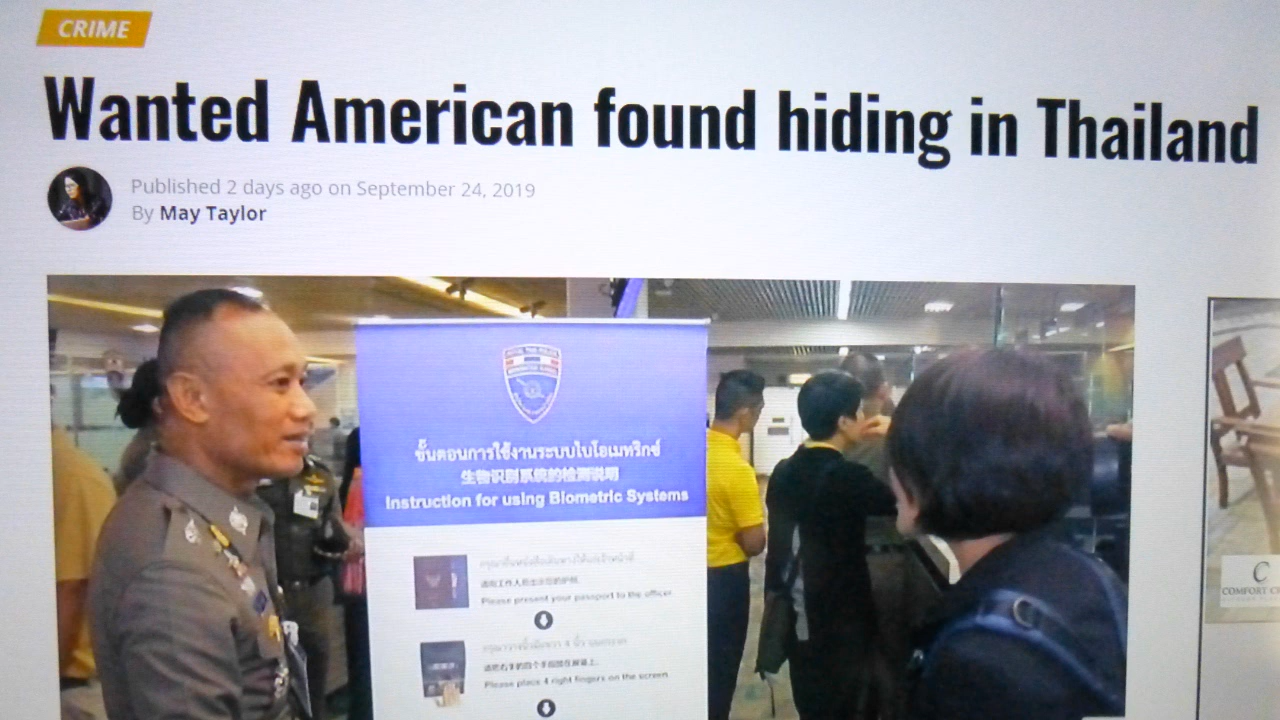 CRIME
Wanted American found hiding in Thailand
Published 2 days ago on September 24, 2019
By May Taylor
ขั้นตอนการใช้งานระบบไบโอเมทริกซ์
生物识别系统的检测说明
Instruction for using Biometric Systems
Please present your passport to the officer.
Please place 4 right fingers on the screen
C
COMFORT